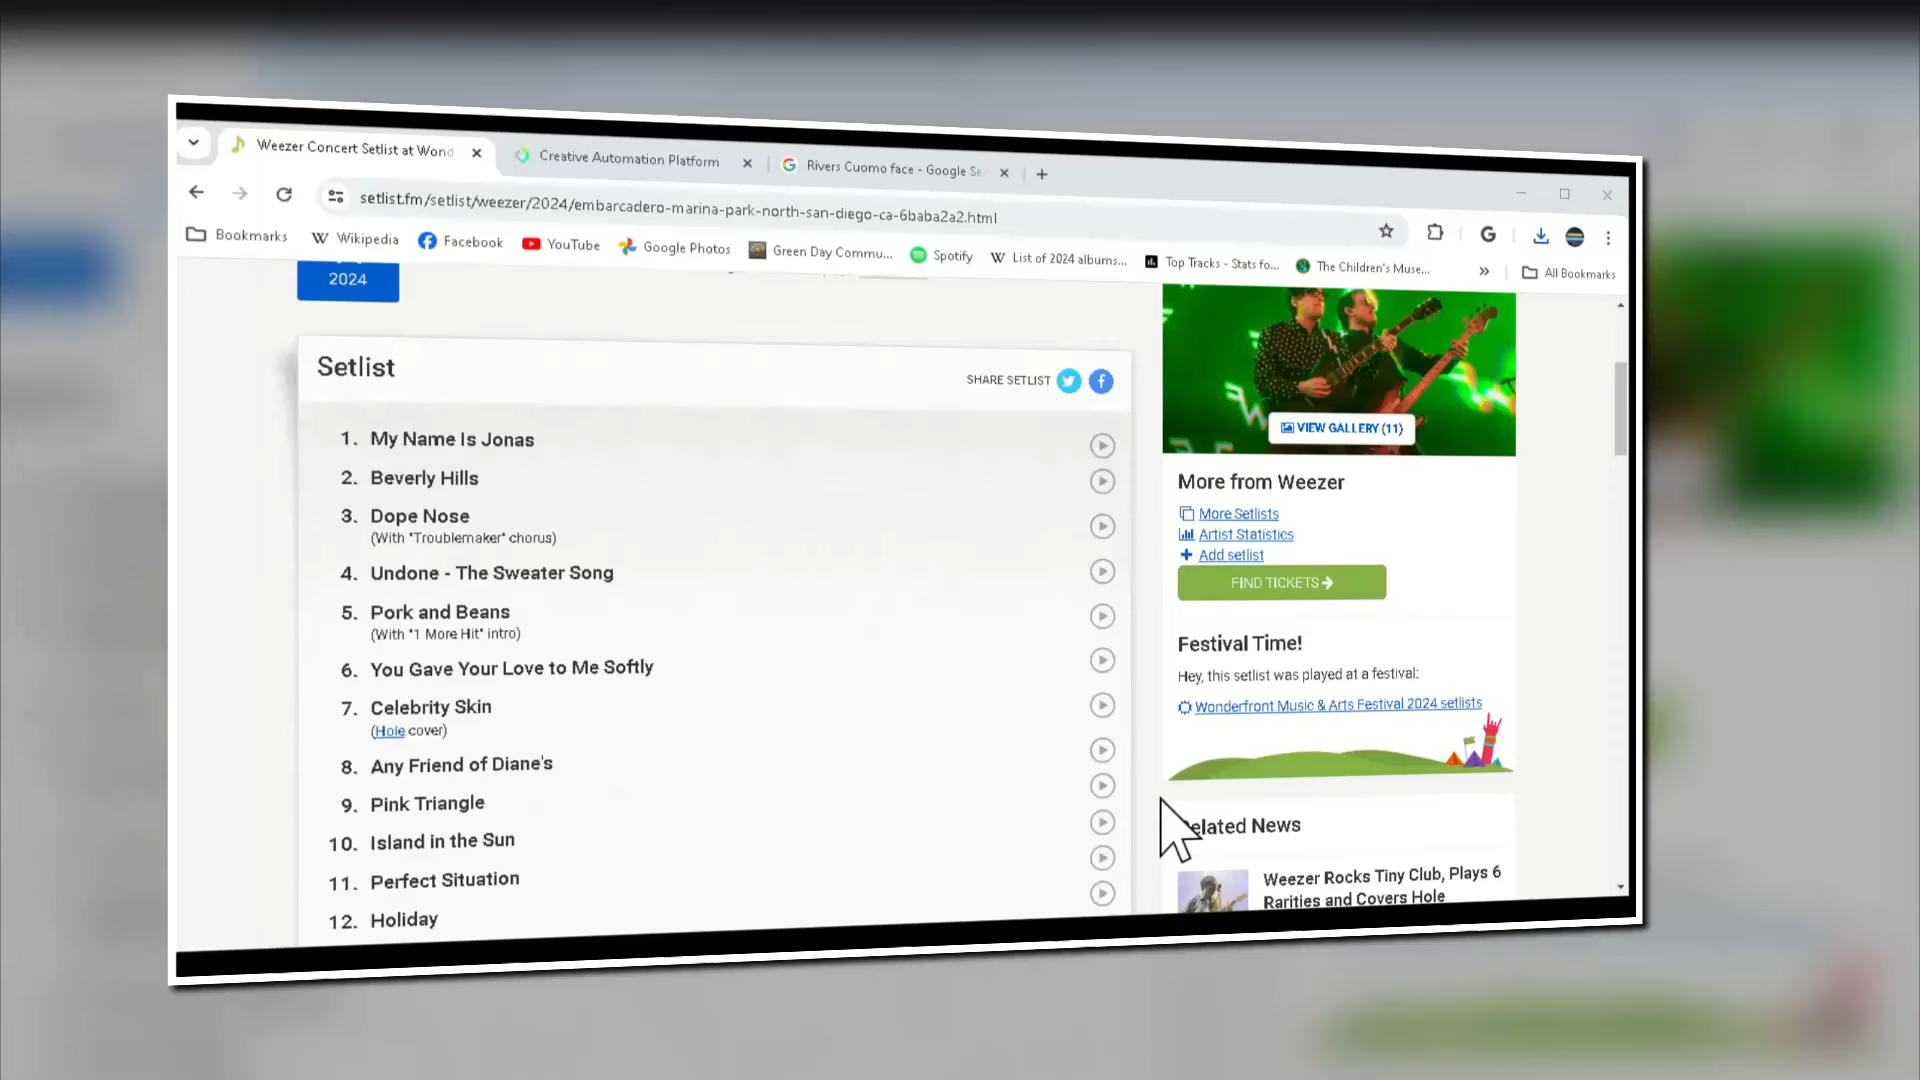 Weezer Concert Setlist at Wond
Creative Automation Platform
Rivers Cuomo face - Google Se
setlist.fm/setlist/weezer/2024/embarcadero-marina-park-north-san-diego-ca-6baba2a2.html
Bookmarks
Wikipedia
Facebook
YouTube
Google Photos
Green Day Commu...
Spotify
List of 2024 albums...
Top Tracks - Stats fo...
The Children's Muse...
»
All Bookmarks
2024
Setlist
SHARE SETLIST
1. My Name Is Jonas
2. Beverly Hills
3. Dope Nose
(With "Troublemaker" chorus)
4. Undone - The Sweater Song
5. Pork and Beans
(With "1 More Hit" intro)
6. You Gave Your Love to Me Softly
7. Celebrity Skin
(Hole cover)
8. Any Friend of Diane's
9. Pink Triangle
10. Island in the Sun
11. Perfect Situation
12. Holiday
VIEW GALLERY (11)
More from Weezer
More Setlists
Artist Statistics
Add setlist
FIND TICKETS
Festival Time!
Hey, this setlist was played at a festival:
Wonderfront Music & Arts Festival 2024 setlists
elated News
Weezer Rocks Tiny Club, Plays 6
Rarities and Covers Hole